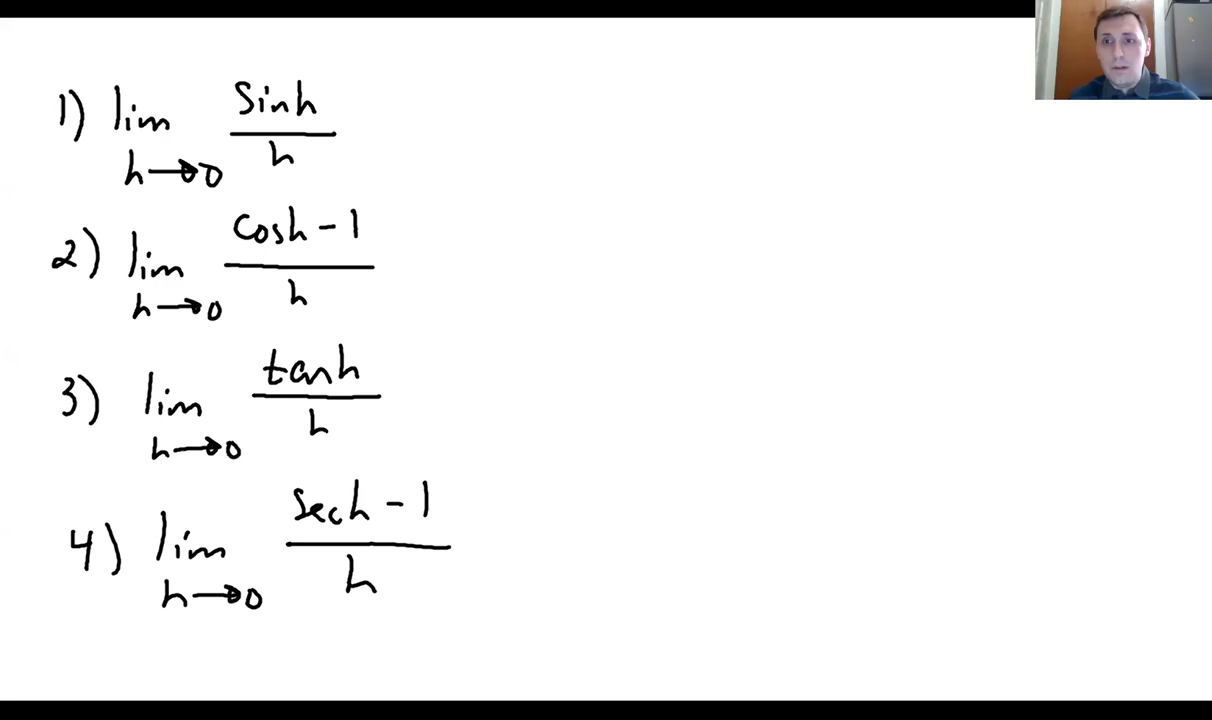 1) lim h→0 sinh / h
2) lim h→0 cosh - 1 / h
3) lim h→0 tanh / h
4) lim h→0 sech - 1 / h